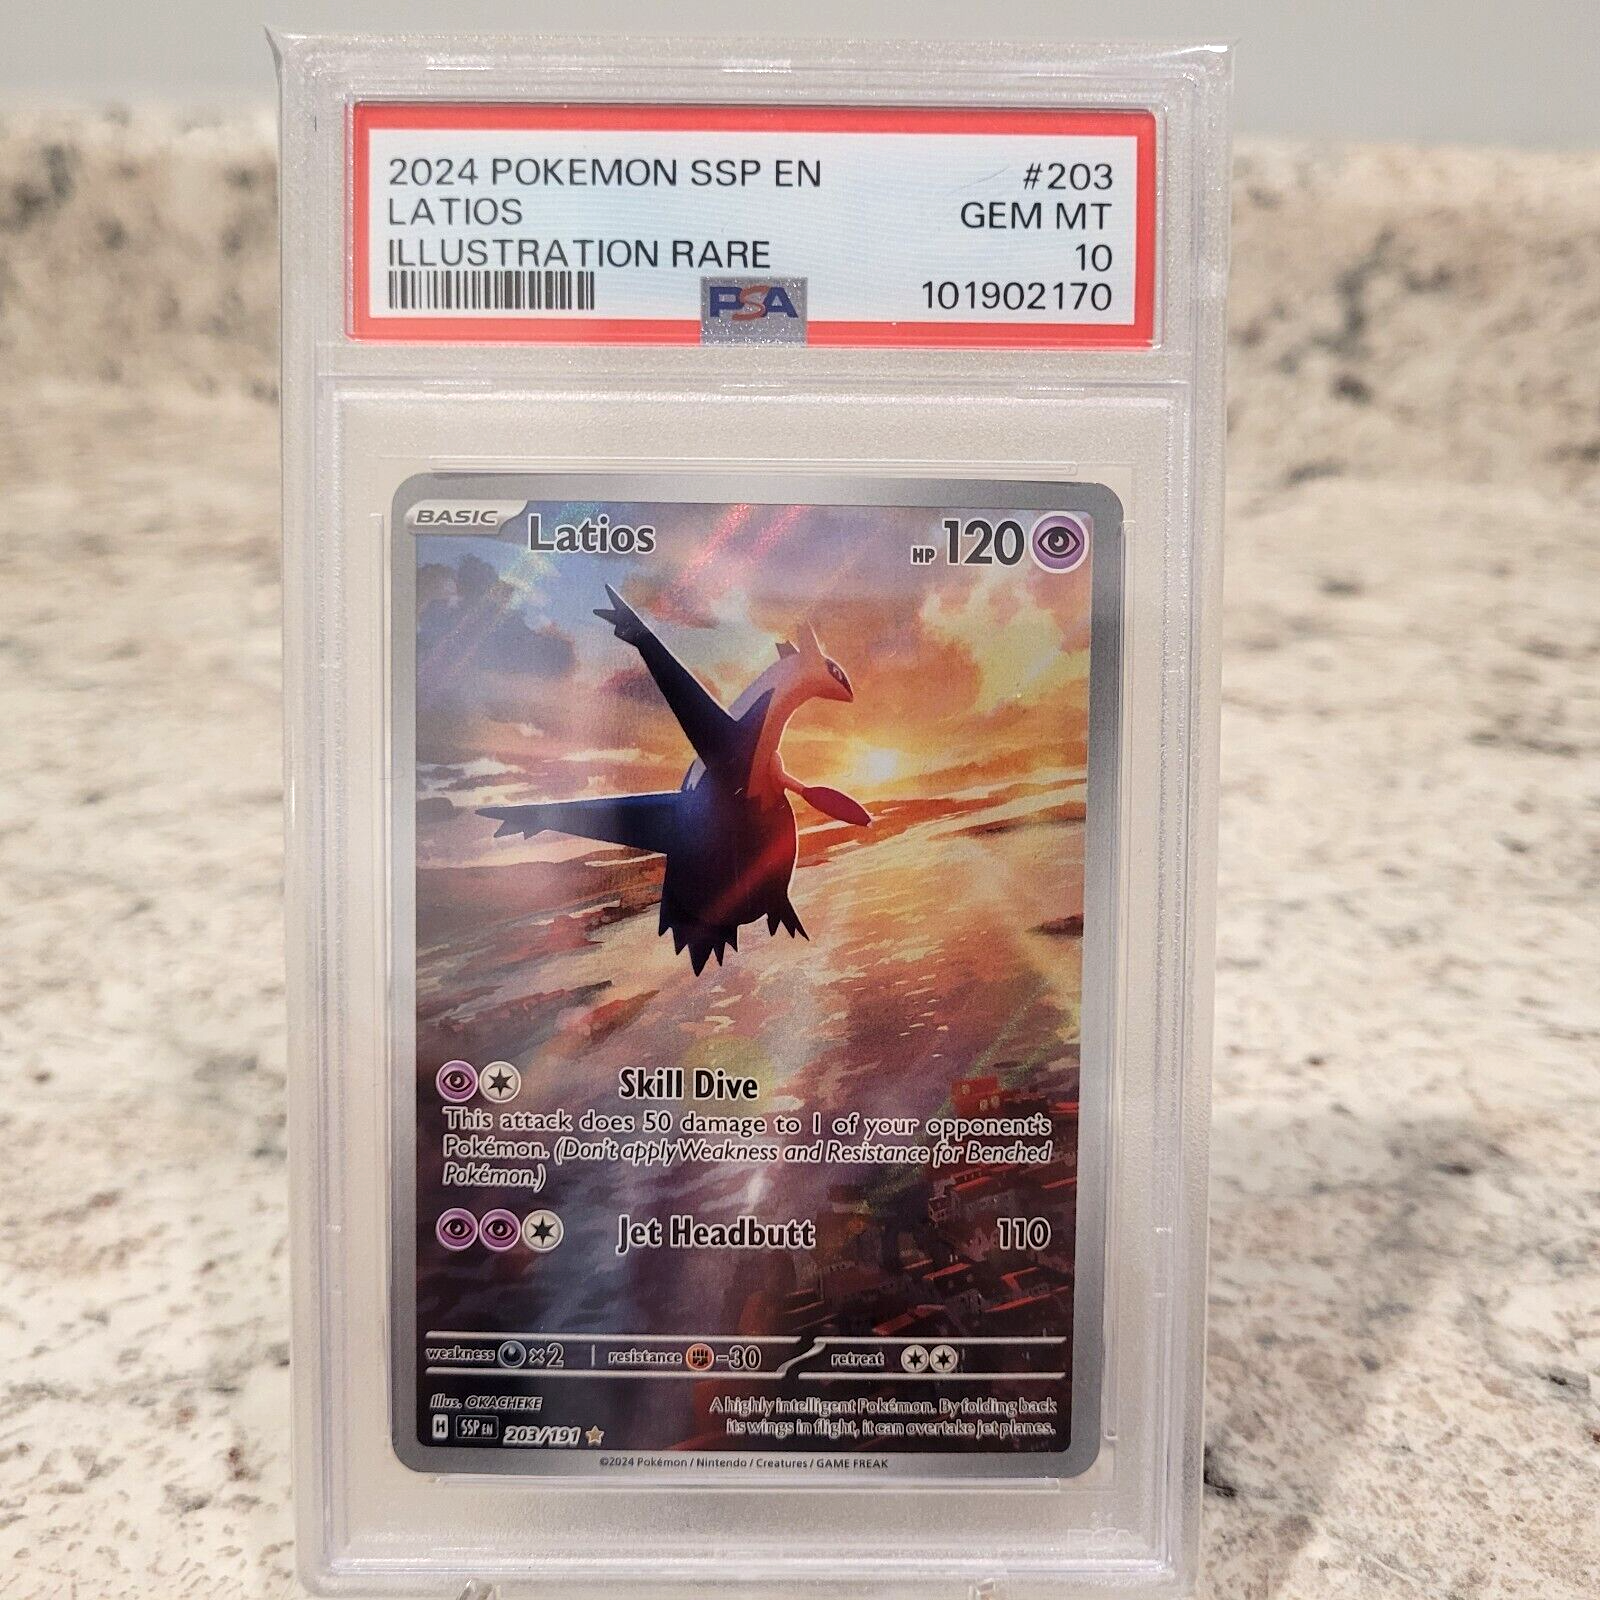 2024 POKEMON SSP EN #203
LATIOS GEM MT
ILLUSTRATION RARE 10
PSA 101902170
BASIC Latios HP 120
Skill Dive
This attack does 50 damage to 1 of your opponent's
Pokémon. (Don't apply Weakness and Resistance for Benched
Pokémon.)
Jet Headbutt 110
weakness ×2 resistance -30 retreat
Illus. OKACHEKE
A highly intelligent Pokémon. By folding back
its wings in flight, it can overtake jet planes.
H SSP EN 203/191
©2024 Pokémon / Nintendo / Creatures / GAME FREAK
PSA